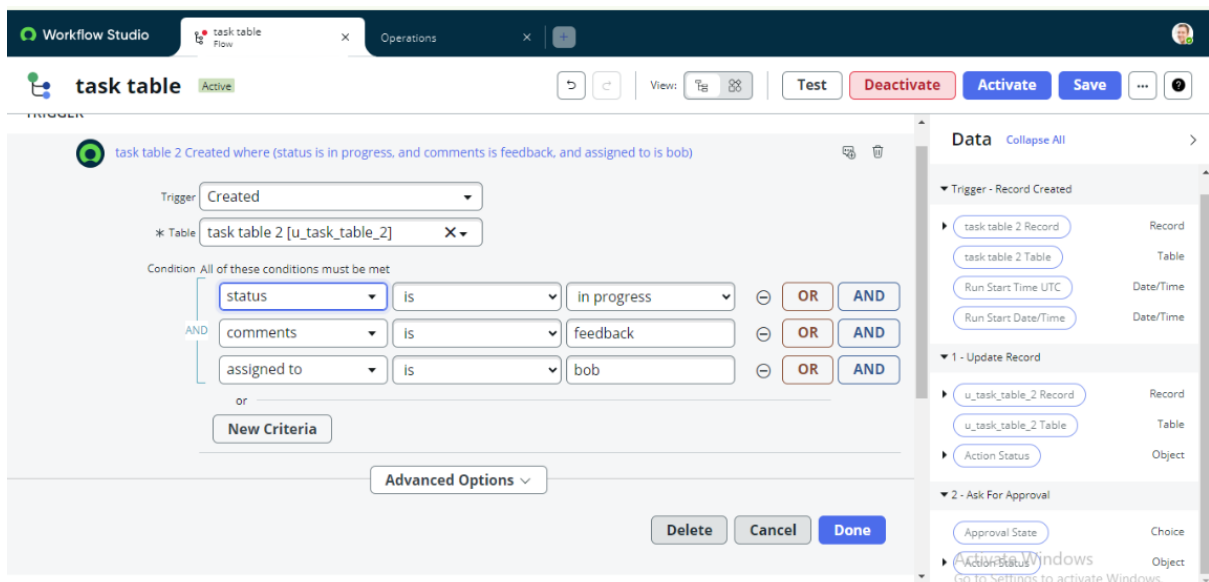 Workflow Studio
task table
Flow
Operations
task table Active
View:
Test
Deactivate
Activate
Save
task table 2 Created where (status is in progress, and comments is feedback, and assigned to is bob)
Trigger Created
* Table task table 2 [u_task_table_2]
Condition All of these conditions must be met
status is in progress OR AND
AND comments is feedback OR AND
assigned to is bob OR AND
or
New Criteria
Advanced Options
Delete Cancel Done
Data Collapse All
Trigger - Record Created
task table 2 Record Record
task table 2 Table Table
Run Start Time UTC Date/Time
Run Start Date/Time Date/Time
1 - Update Record
u_task_table_2 Record Record
u_task_table_2 Table Table
Action Status Object
2 - Ask For Approval
Approval State Choice
Action Status Object
Activate Windows
Go to Settings to activate Windows.